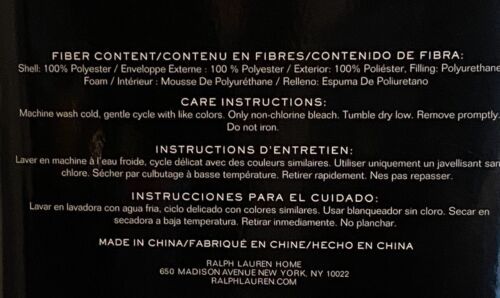 FIBER CONTENT/CONTENU EN FIBRES/CONTENIDO DE FIBRA:
Shell: 100% Polyester / Enveloppe Externe : 100 % Polyester / Exterior: 100% Poliéster, Filling: Polyurethane
Foam / Intérieur : Mousse De Polyuréthane / Relleno: Espuma De Poliuretano
CARE INSTRUCTIONS:
Machine wash cold, gentle cycle with like colors. Only non-chlorine bleach. Tumble dry low. Remove promptly.
Do not iron.
INSTRUCTIONS D'ENTRETIEN:
Laver en machine à l'eau froide, cycle délicat avec des couleurs similaires. Utiliser uniquement un javellisant sans
chlore. Sécher par culbutage à basse température. Retirer rapidement. Nes pas repasser.
INSTRUCCIONES PARA EL CUIDADO:
Lavar en lavadora con agua fria, ciclo delicado con colores similares. Usar blanqueador sin cloro. Secar en
secadora a baja temperatura. Retirar inmediamente. No planchar.
MADE IN CHINA/FABRIQUÉ EN CHINE/HECHO EN CHINA
RALPH LAUREN HOME
650 MADISON AVENUE NEW YORK, NY 10022
RALPHLAUREN.COM